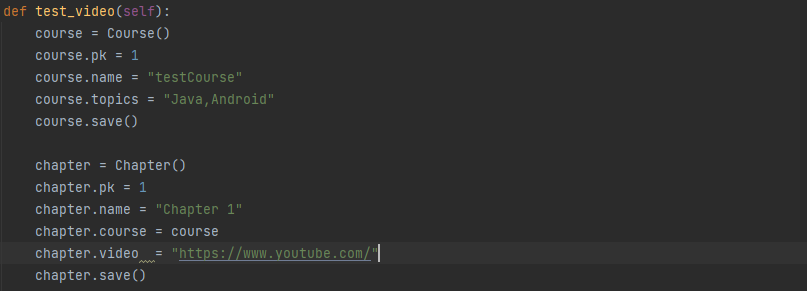 def test_video(self):
    course = Course()
    course.pk = 1
    course.name = "testCourse"
    course.topics = "Java,Android"
    course.save()

    chapter = Chapter()
    chapter.pk = 1
    chapter.name = "Chapter 1"
    chapter.course = course
    chapter.video  = "https://www.youtube.com/"
    chapter.save()